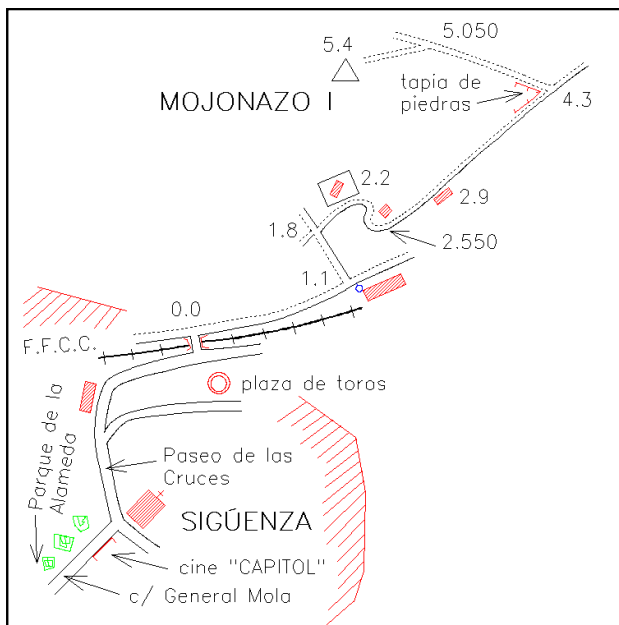 5.050
5.4
tapia de
piedras
4.3
MOJONAZO I
2.2
2.9
1.8
2.550
1.1
0.0
F.F.C.C.
plaza de toros
Parque de la
Alameda
Paseo de las
Cruces
SIGÚENZA
cine "CAPITOL"
c/ General Mola